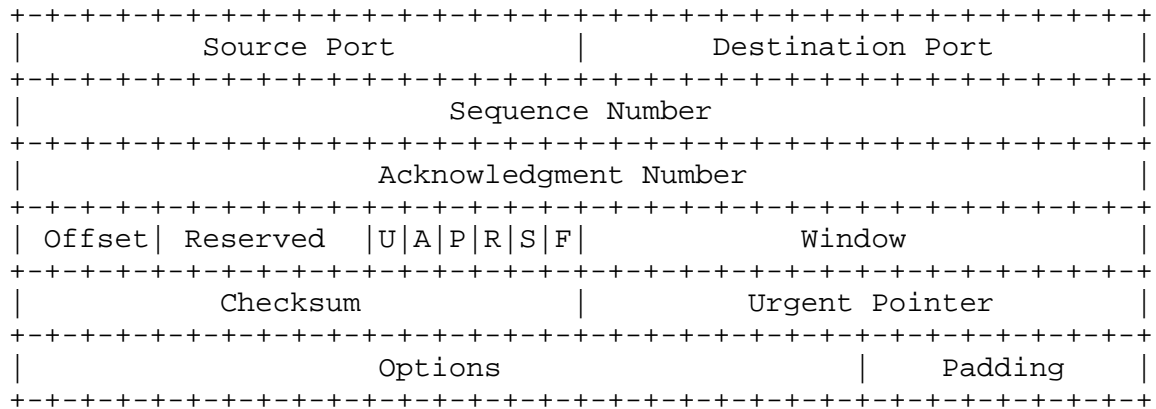 +-+-+-+-+-+-+-+-+-+-+-+-+-+-+-+-+-+-+-+-+-+-+-+-+-+-+-+-+-+-+-+-+
|          Source Port          |       Destination Port        |
+-+-+-+-+-+-+-+-+-+-+-+-+-+-+-+-+-+-+-+-+-+-+-+-+-+-+-+-+-+-+-+-+
|                        Sequence Number                        |
+-+-+-+-+-+-+-+-+-+-+-+-+-+-+-+-+-+-+-+-+-+-+-+-+-+-+-+-+-+-+-+-+
|                    Acknowledgment Number                      |
+-+-+-+-+-+-+-+-+-+-+-+-+-+-+-+-+-+-+-+-+-+-+-+-+-+-+-+-+-+-+-+-+
| Offset| Reserved  |U|A|P|R|S|F|            Window             |
+-+-+-+-+-+-+-+-+-+-+-+-+-+-+-+-+-+-+-+-+-+-+-+-+-+-+-+-+-+-+-+-+
|           Checksum            |         Urgent Pointer        |
+-+-+-+-+-+-+-+-+-+-+-+-+-+-+-+-+-+-+-+-+-+-+-+-+-+-+-+-+-+-+-+-+
|                    Options                    |    Padding    |
+-+-+-+-+-+-+-+-+-+-+-+-+-+-+-+-+-+-+-+-+-+-+-+-+-+-+-+-+-+-+-+-+